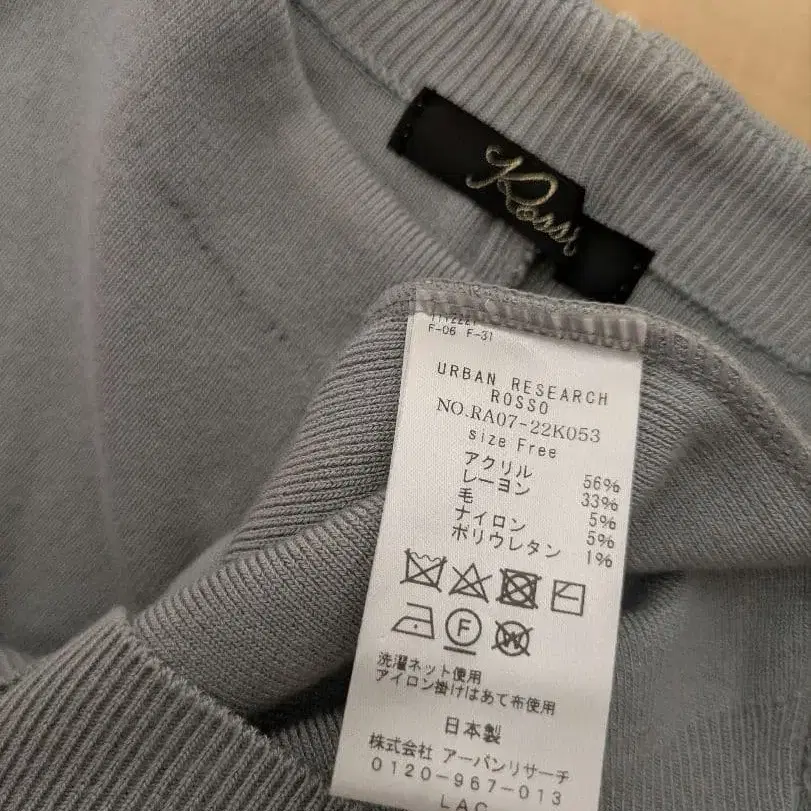 Rosso
F-06 F-31
URBAN RESEARCH
ROSSO
NO.RA07-22K053
size Free
アクリル 56%
レーヨン 33%
毛 5%
ナイロン 5%
ポリウレタン 1%
F
W
洗濯ネット使用
アイロン掛けはあて布使用
日本製
株式会社 アーバンリサーチ
0120-967-013
LAC